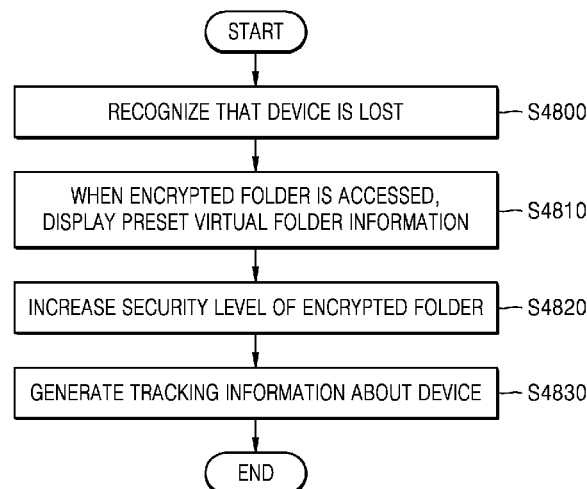 START
RECOGNIZE THAT DEVICE IS LOST
S4800
WHEN ENCRYPTED FOLDER IS ACCESSED,
DISPLAY PRESET VIRTUAL FOLDER INFORMATION
S4810
INCREASE SECURITY LEVEL OF ENCRYPTED FOLDER
S4820
GENERATE TRACKING INFORMATION ABOUT DEVICE
S4830
END